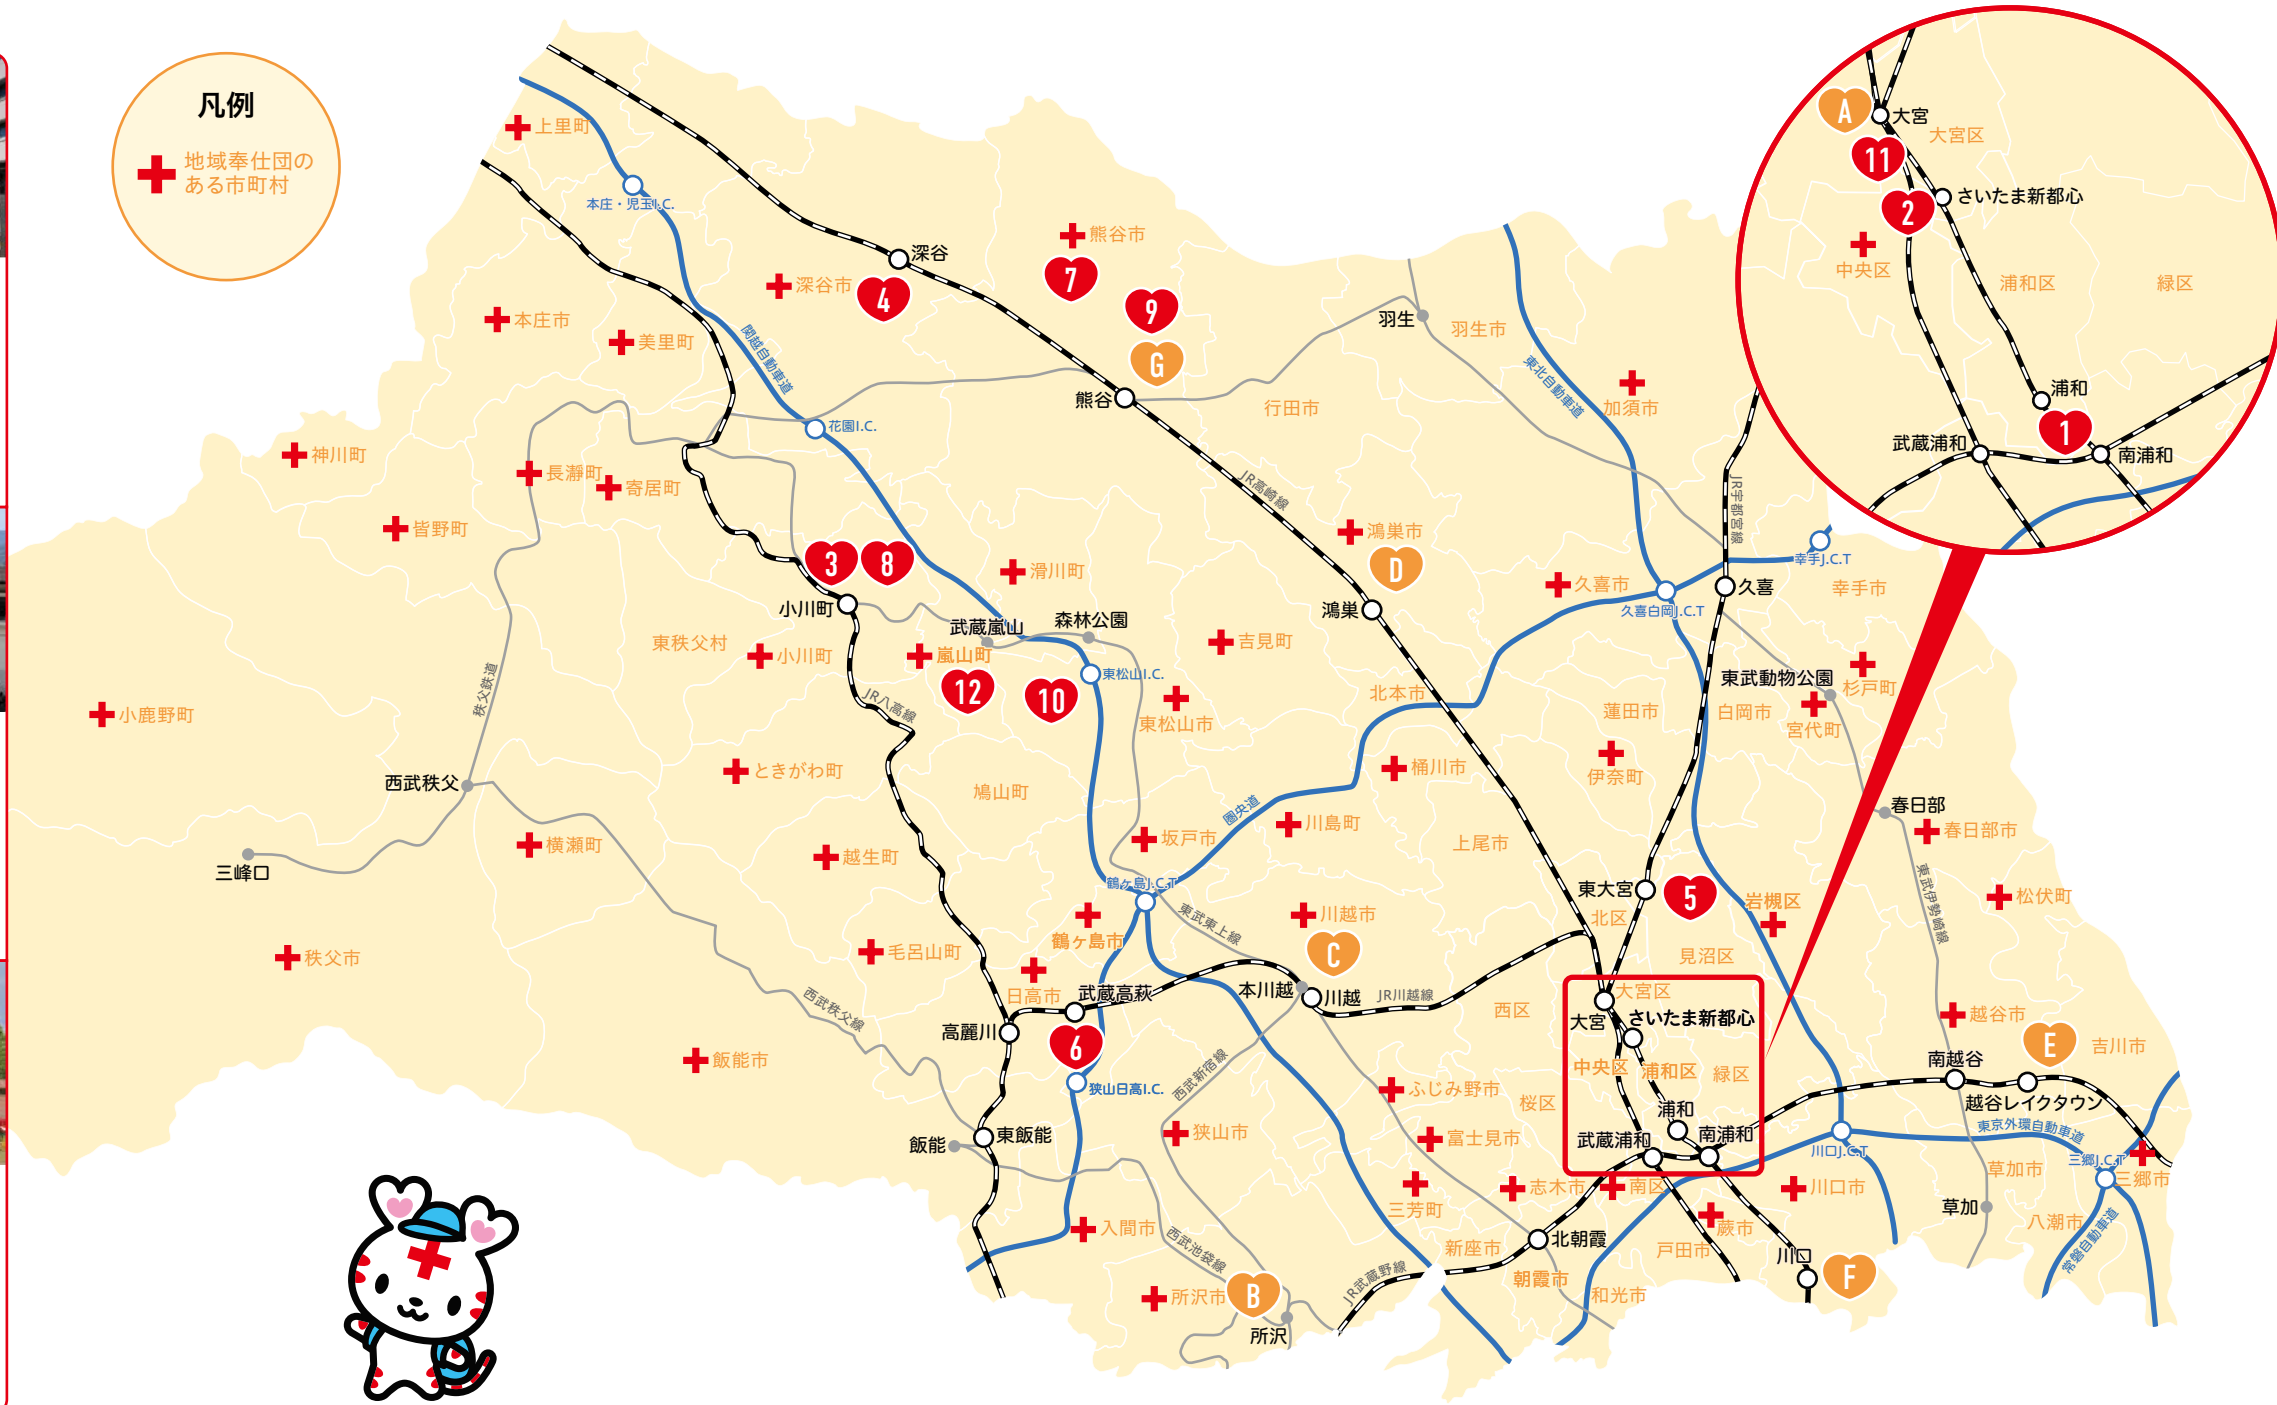 凡例
地域奉仕団の
ある市町村
上里町
本庄・児玉I.C.
深谷
熊谷市
7
深谷市
4
9
G
本庄市
美里町
関越自動車道
熊谷
花園I.C.
羽生
羽生市
行田市
東北自動車道
加須市
神川町
長瀞町
寄居町
皆野町
JR高崎線
JR宇都宮線
鴻巣市
D
3
8
滑川町
小川町
武蔵嵐山
森林公園
鴻巣
久喜市
久喜白岡J.C.T
久喜
幸手J.C.T
幸手市
東秩父村
小川町
嵐山町
12
10
東松山I.C.
吉見町
東松山市
北本市
東武動物公園
杉戸町
蓮田市
白岡市
宮代町
秩父鉄道
JR八高線
小鹿野町
ときがわ町
鳩山町
桶川市
伊奈町
西武秩父
圏央道
川島町
上尾市
春日部
春日部市
三峰口
横瀬町
越生町
坂戸市
鶴ヶ島J.C.T
東武東上線
川越市
C
東大宮
5
北区
岩槻区
東武伊勢崎線
松伏町
鶴ヶ島市
毛呂山町
秩父市
日高市
武蔵高萩
見沼区
西武秩父線
高麗川
本川越
川越
JR川越線
西区
大宮区
大宮
さいたま新都心
越谷市
E
吉川市
飯能市
6
狭山日高I.C.
西武新宿線
ふじみ野市
中央区
浦和区
緑区
桜区
浦和
南越谷
越谷レイクタウン
飯能
東飯能
狭山市
富士見市
武蔵浦和
南浦和
川口J.C.T
東京外環自動車道
三郷J.C.T
三郷市
草加市
三芳町
志木市
南区
川口市
草加
入間市
西武池袋線
新座市
北朝霞
蕨市
戸田市
川口
F
八潮市
常磐自動車道
所沢市
B
所沢
JR武蔵野線
朝霞市
和光市
A
大宮
大宮区
11
さいたま新都心
2
中央区
浦和区
緑区
浦和
1
武蔵浦和
南浦和